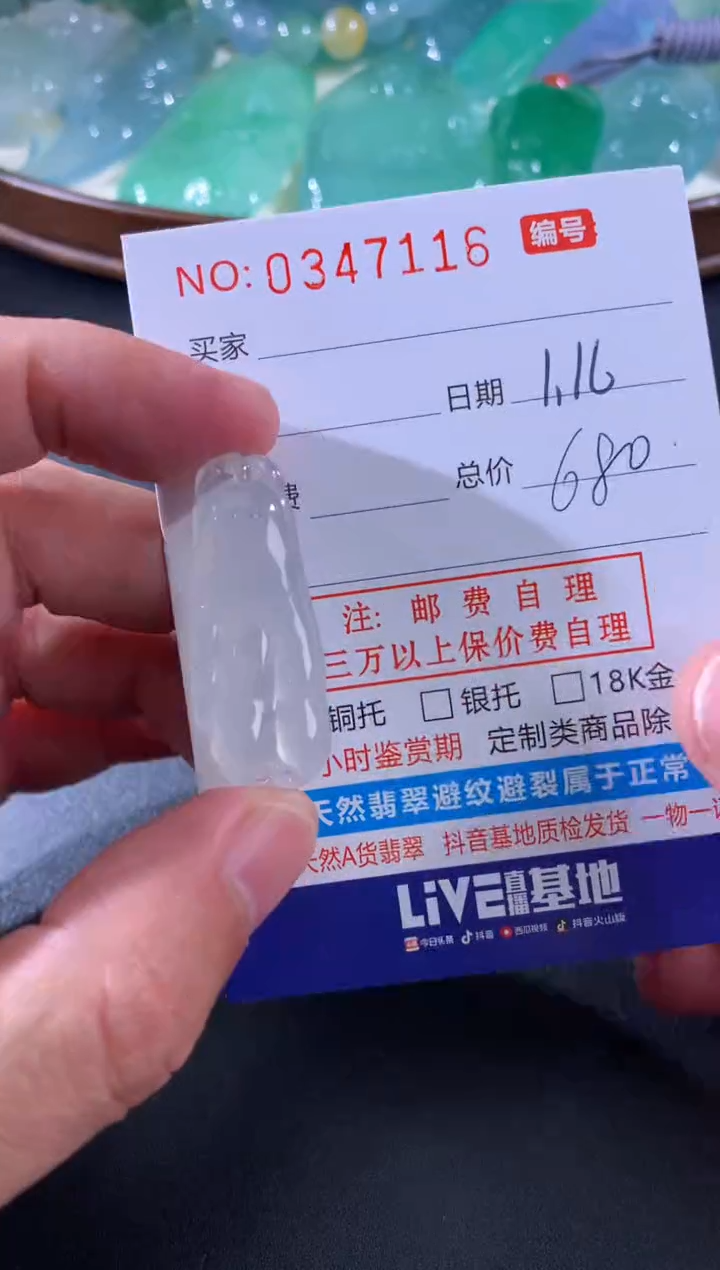 NO: 0347116 编号
买家
日期 1.16
费 总价 680
注: 邮费自理
三万以上保价费自理
铜托 □银托 □18K金
小时鉴赏期 定制类商品除
天然翡翠避纹避裂属于正常
天然A货翡翠 抖音基地质检发货 一物一
LiVE直播基地
今日头条 抖音 西瓜视频 抖音火山版